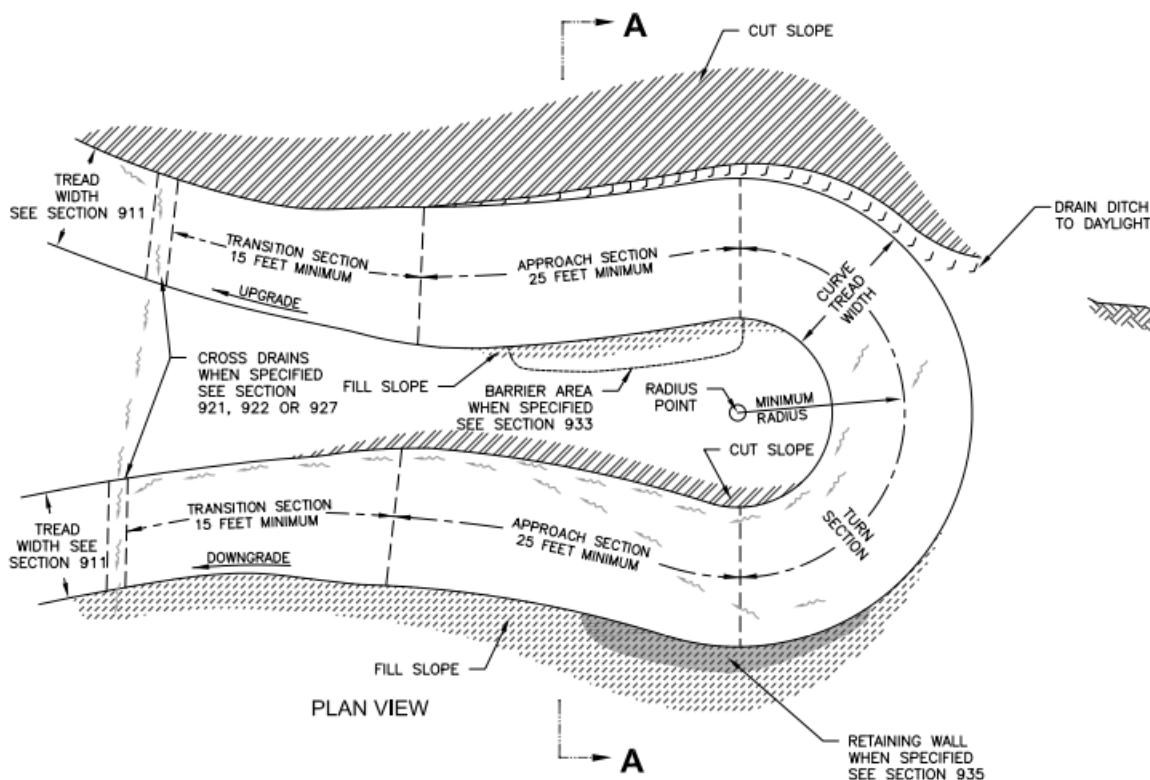 A
CUT SLOPE
TREAD
WIDTH
SEE SECTION 911
DRAIN DITCH
TO DAYLIGHT
TRANSITION SECTION
15 FEET MINIMUM
APPROACH SECTION
25 FEET MINIMUM
CURVE
TREAD
WIDTH
UPGRADE
CROSS DRAINS
WHEN SPECIFIED
SEE SECTION
921, 922 OR 927
FILL SLOPE
BARRIER AREA
WHEN SPECIFIED
SEE SECTION 933
RADIUS
POINT
MINIMUM
RADIUS
CUT SLOPE
TREAD
WIDTH SEE
SECTION 911
TRANSITION SECTION
15 FEET MINIMUM
APPROACH SECTION
25 FEET MINIMUM
TURN
SECTION
DOWNGRADE
FILL SLOPE
PLAN VIEW
A
RETAINING WALL
WHEN SPECIFIED
SEE SECTION 935